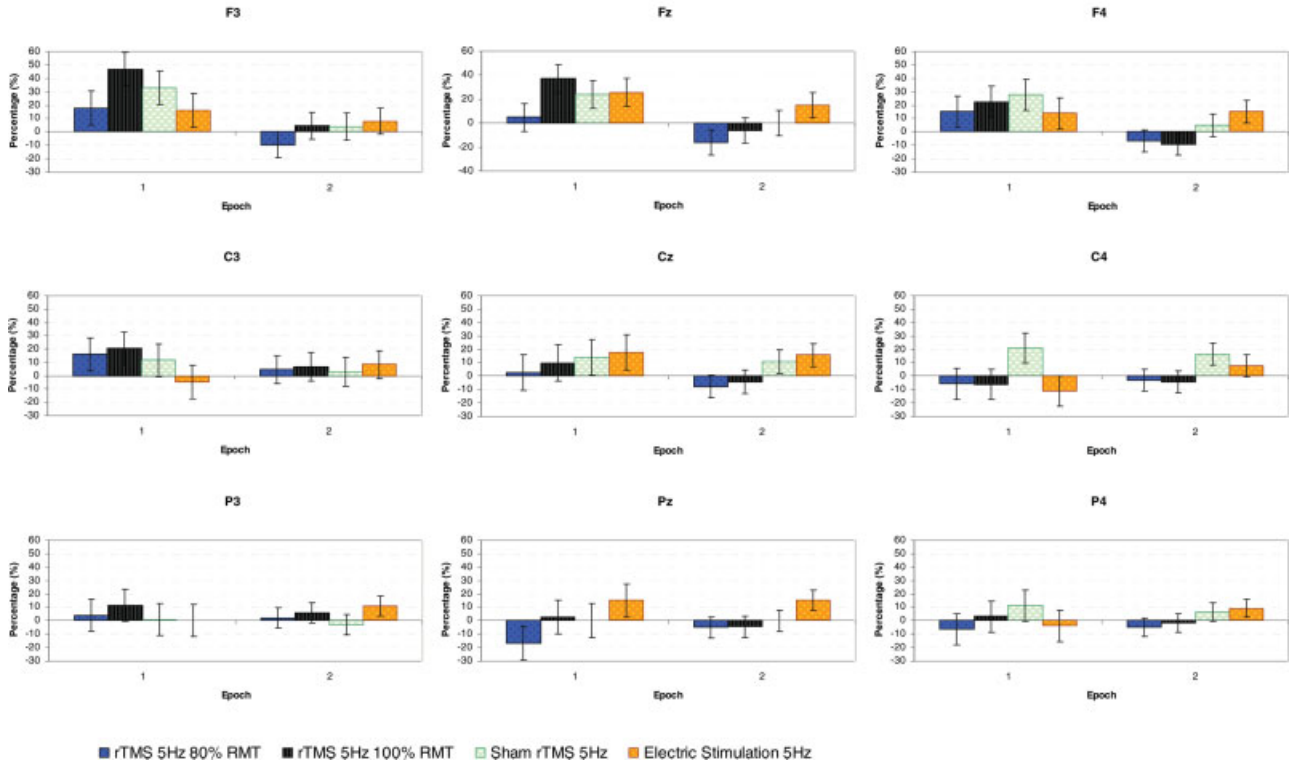 F3 Fz F4
Percentage (%) 60 50 40 30 20 10 0 -10 -20 -30
1 2
Epoch
Percentage (%) 60 40 20 0 -20 -40
1 2
Epoch
Percentage (%) 60 50 40 30 20 10 0 -10 -20 -30
1 2
Epoch
C3 Cz C4
Percentage (%) 60 50 40 30 20 10 0 -10 -20 -30
1 2
Epoch
Percentage (%) 60 50 40 30 20 10 0 -10 -20 -30
1 2
Epoch
Percentage (%) 60 50 40 30 20 10 0 -10 -20 -30
1 2
Epoch
P3 Pz P4
Percentage (%) 60 50 40 30 20 10 0 -10 -20 -30
1 2
Epoch
Percentage (%) 60 50 40 30 20 10 0 -10 -20 -30
1 2
Epoch
Percentage (%) 60 50 40 30 20 10 0 -10 -20 -30
1 2
Epoch
rTMS 5Hz 80% RMT rTMS 5Hz 100% RMT Sham rTMS 5Hz Electric Stimulation 5Hz